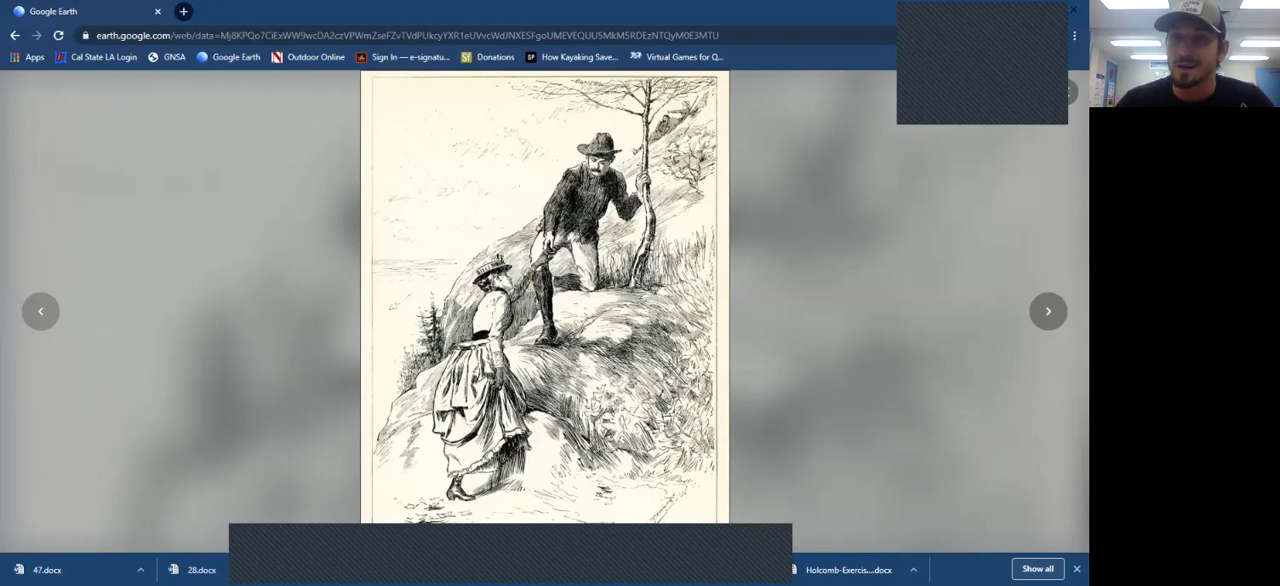 Google Earth
earth.google.com/web/data=Mj8KPQo7CiExWW9wcDA2czVPWmZseFZvTVdPUkcyYXR1eUVvcWdJNXESFgoUMEVEQUU5MkM5RDEzNTQyM0E3MTU
Apps Cal State LA Login GNSA Google Earth Outdoor Online Sign In — e-signatu... Donations How Kayaking Save... Virtual Games for Q...
47.docx 28.docx Holcomb-Exercis....docx Show all